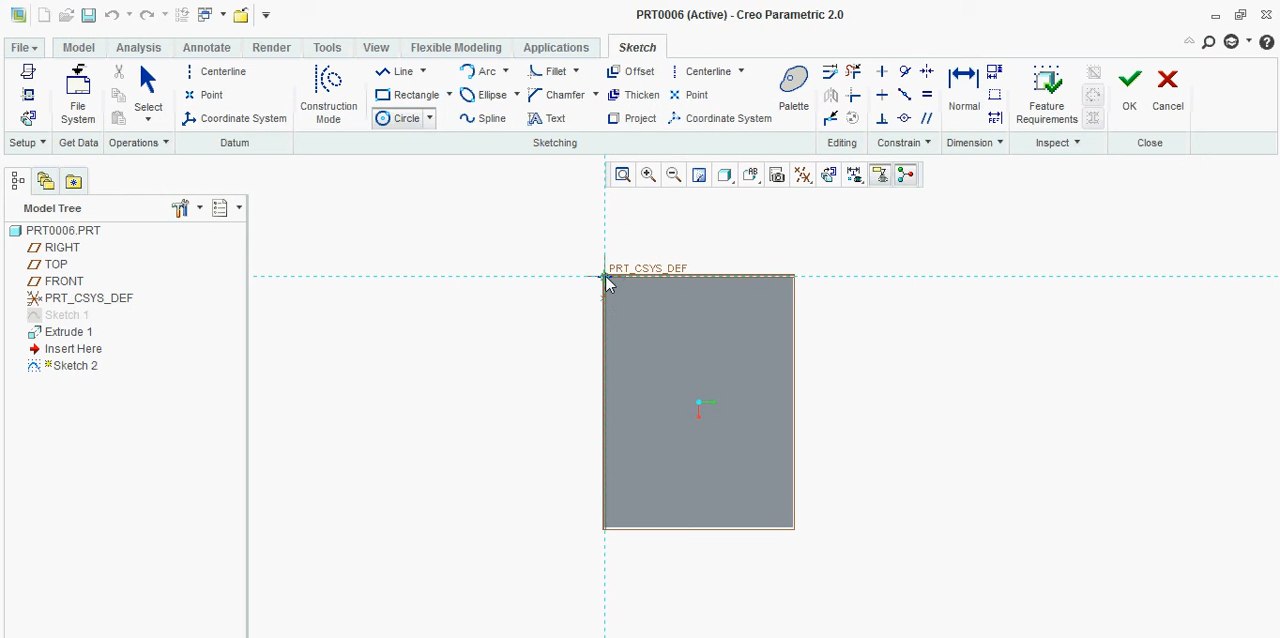 PRT0006 (Active) - Creo Parametric 2.0
File Model Analysis Annotate Render Tools View Flexible Modeling Applications Sketch
Centerline Line Arc Fillet Offset Centerline
Point Rectangle Ellipse Chamfer Thicken Point
Coordinate System Circle Spline Text Project Coordinate System
File System
Select
Construction Mode
Palette
Normal
Feature Requirements
OK
Cancel
Setup Get Data Operations Datum Sketching Editing Constrain Dimension Inspect Close
Model Tree
PRT0006.PRT
RIGHT
TOP
FRONT
PRT_CSYS_DEF
Sketch 1
Extrude 1
Insert Here
Sketch 2
PRT_CSYS_DEF